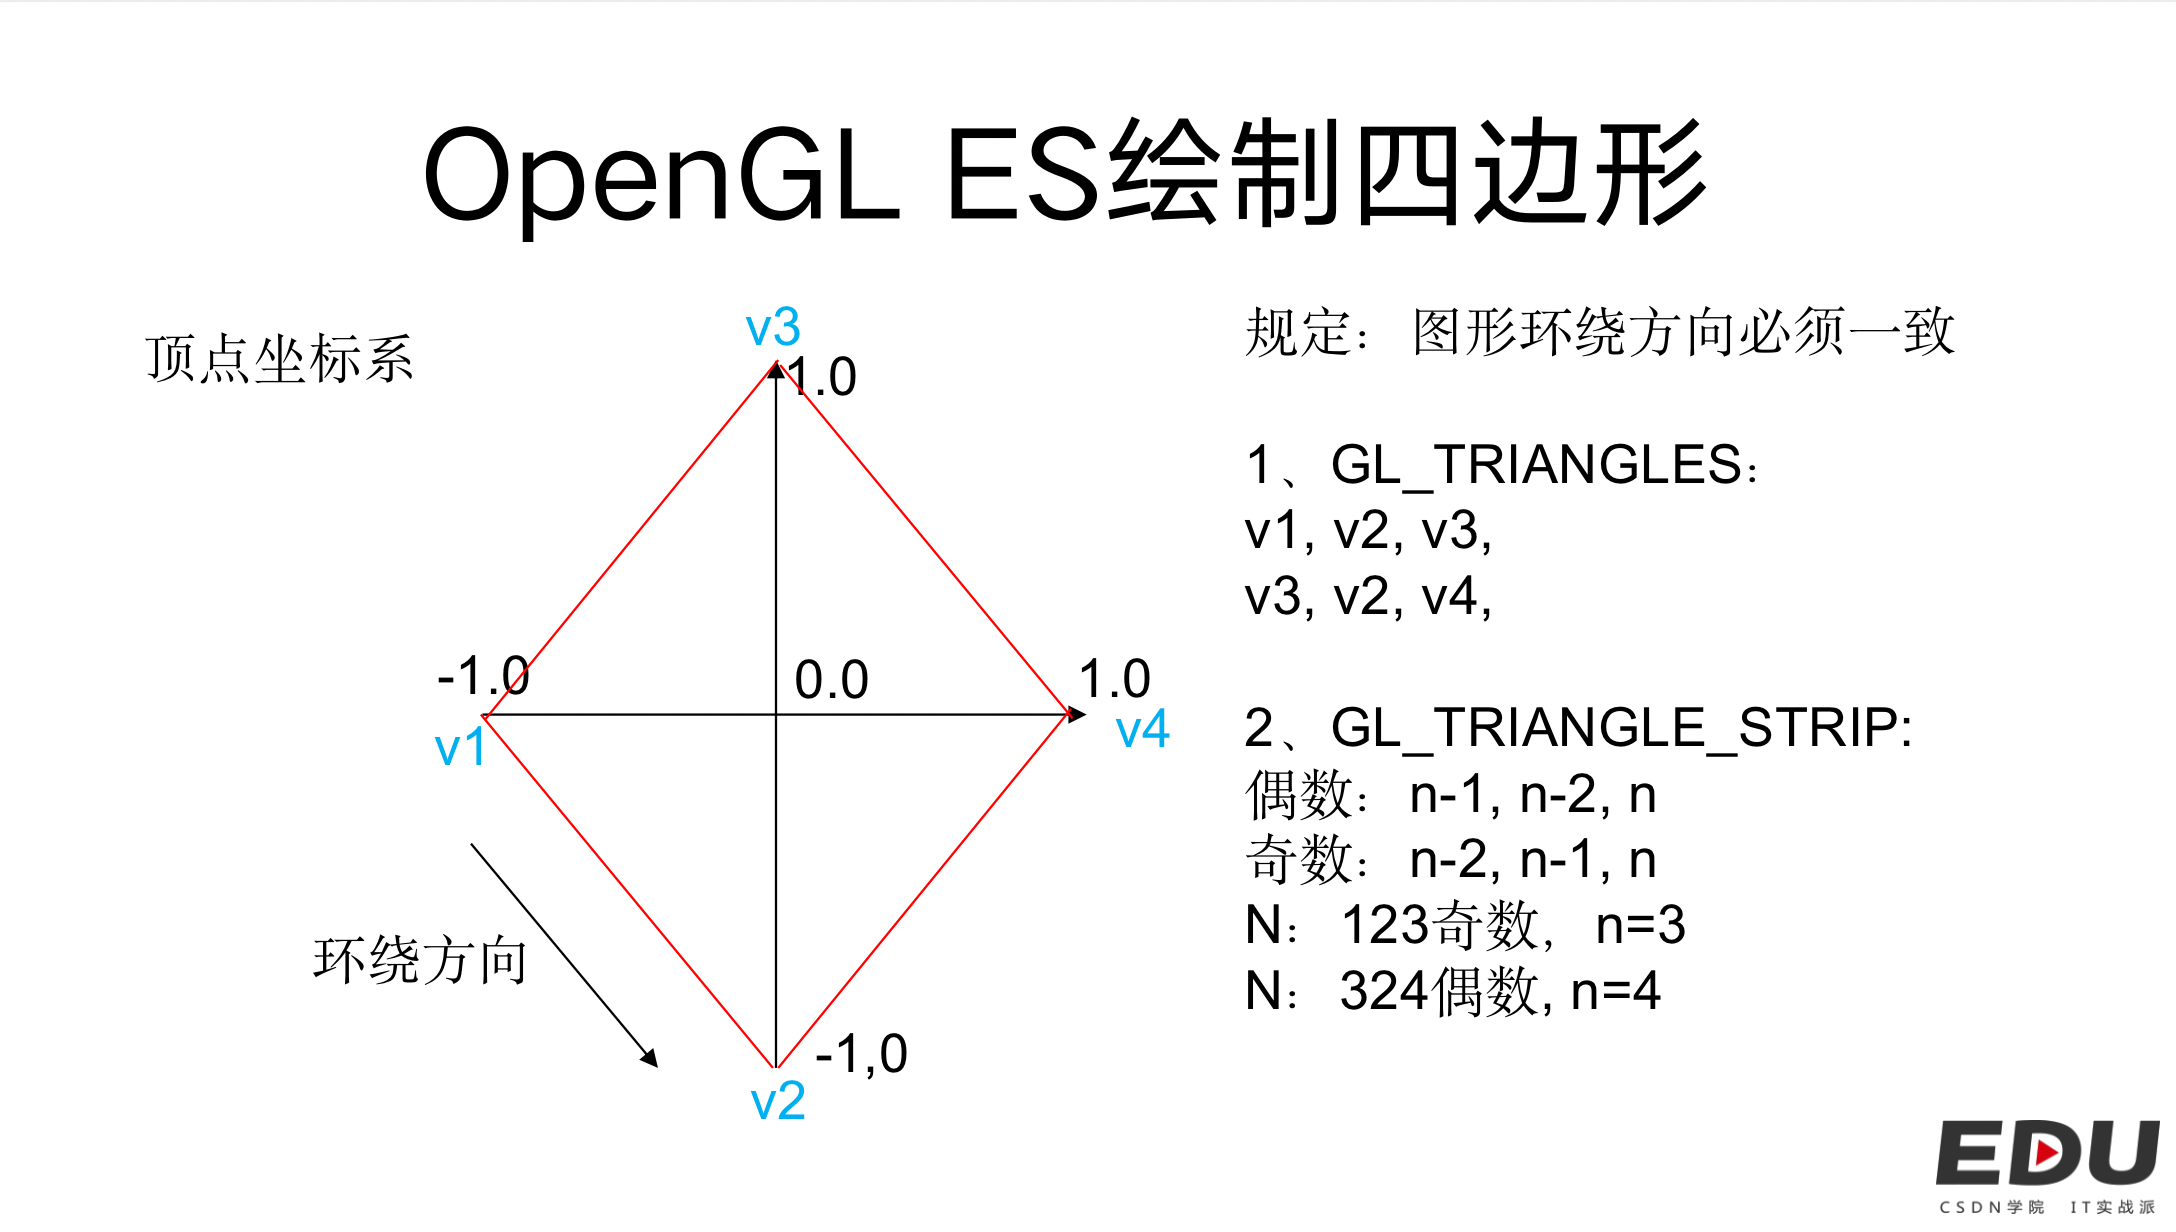 OpenGL ES绘制四边形
顶点坐标系
v3
1.0
-1.0
0.0
1.0
v1
v4
环绕方向
-1,0
v2
规定： 图形环绕方向必须一致
1、GL_TRIANGLES：
v1, v2, v3,
v3, v2, v4,
2、GL_TRIANGLE_STRIP:
偶数： n-1, n-2, n
奇数： n-2, n-1, n
N： 123奇数， n=3
N： 324偶数, n=4
EDU
CSDN学院 IT实战派